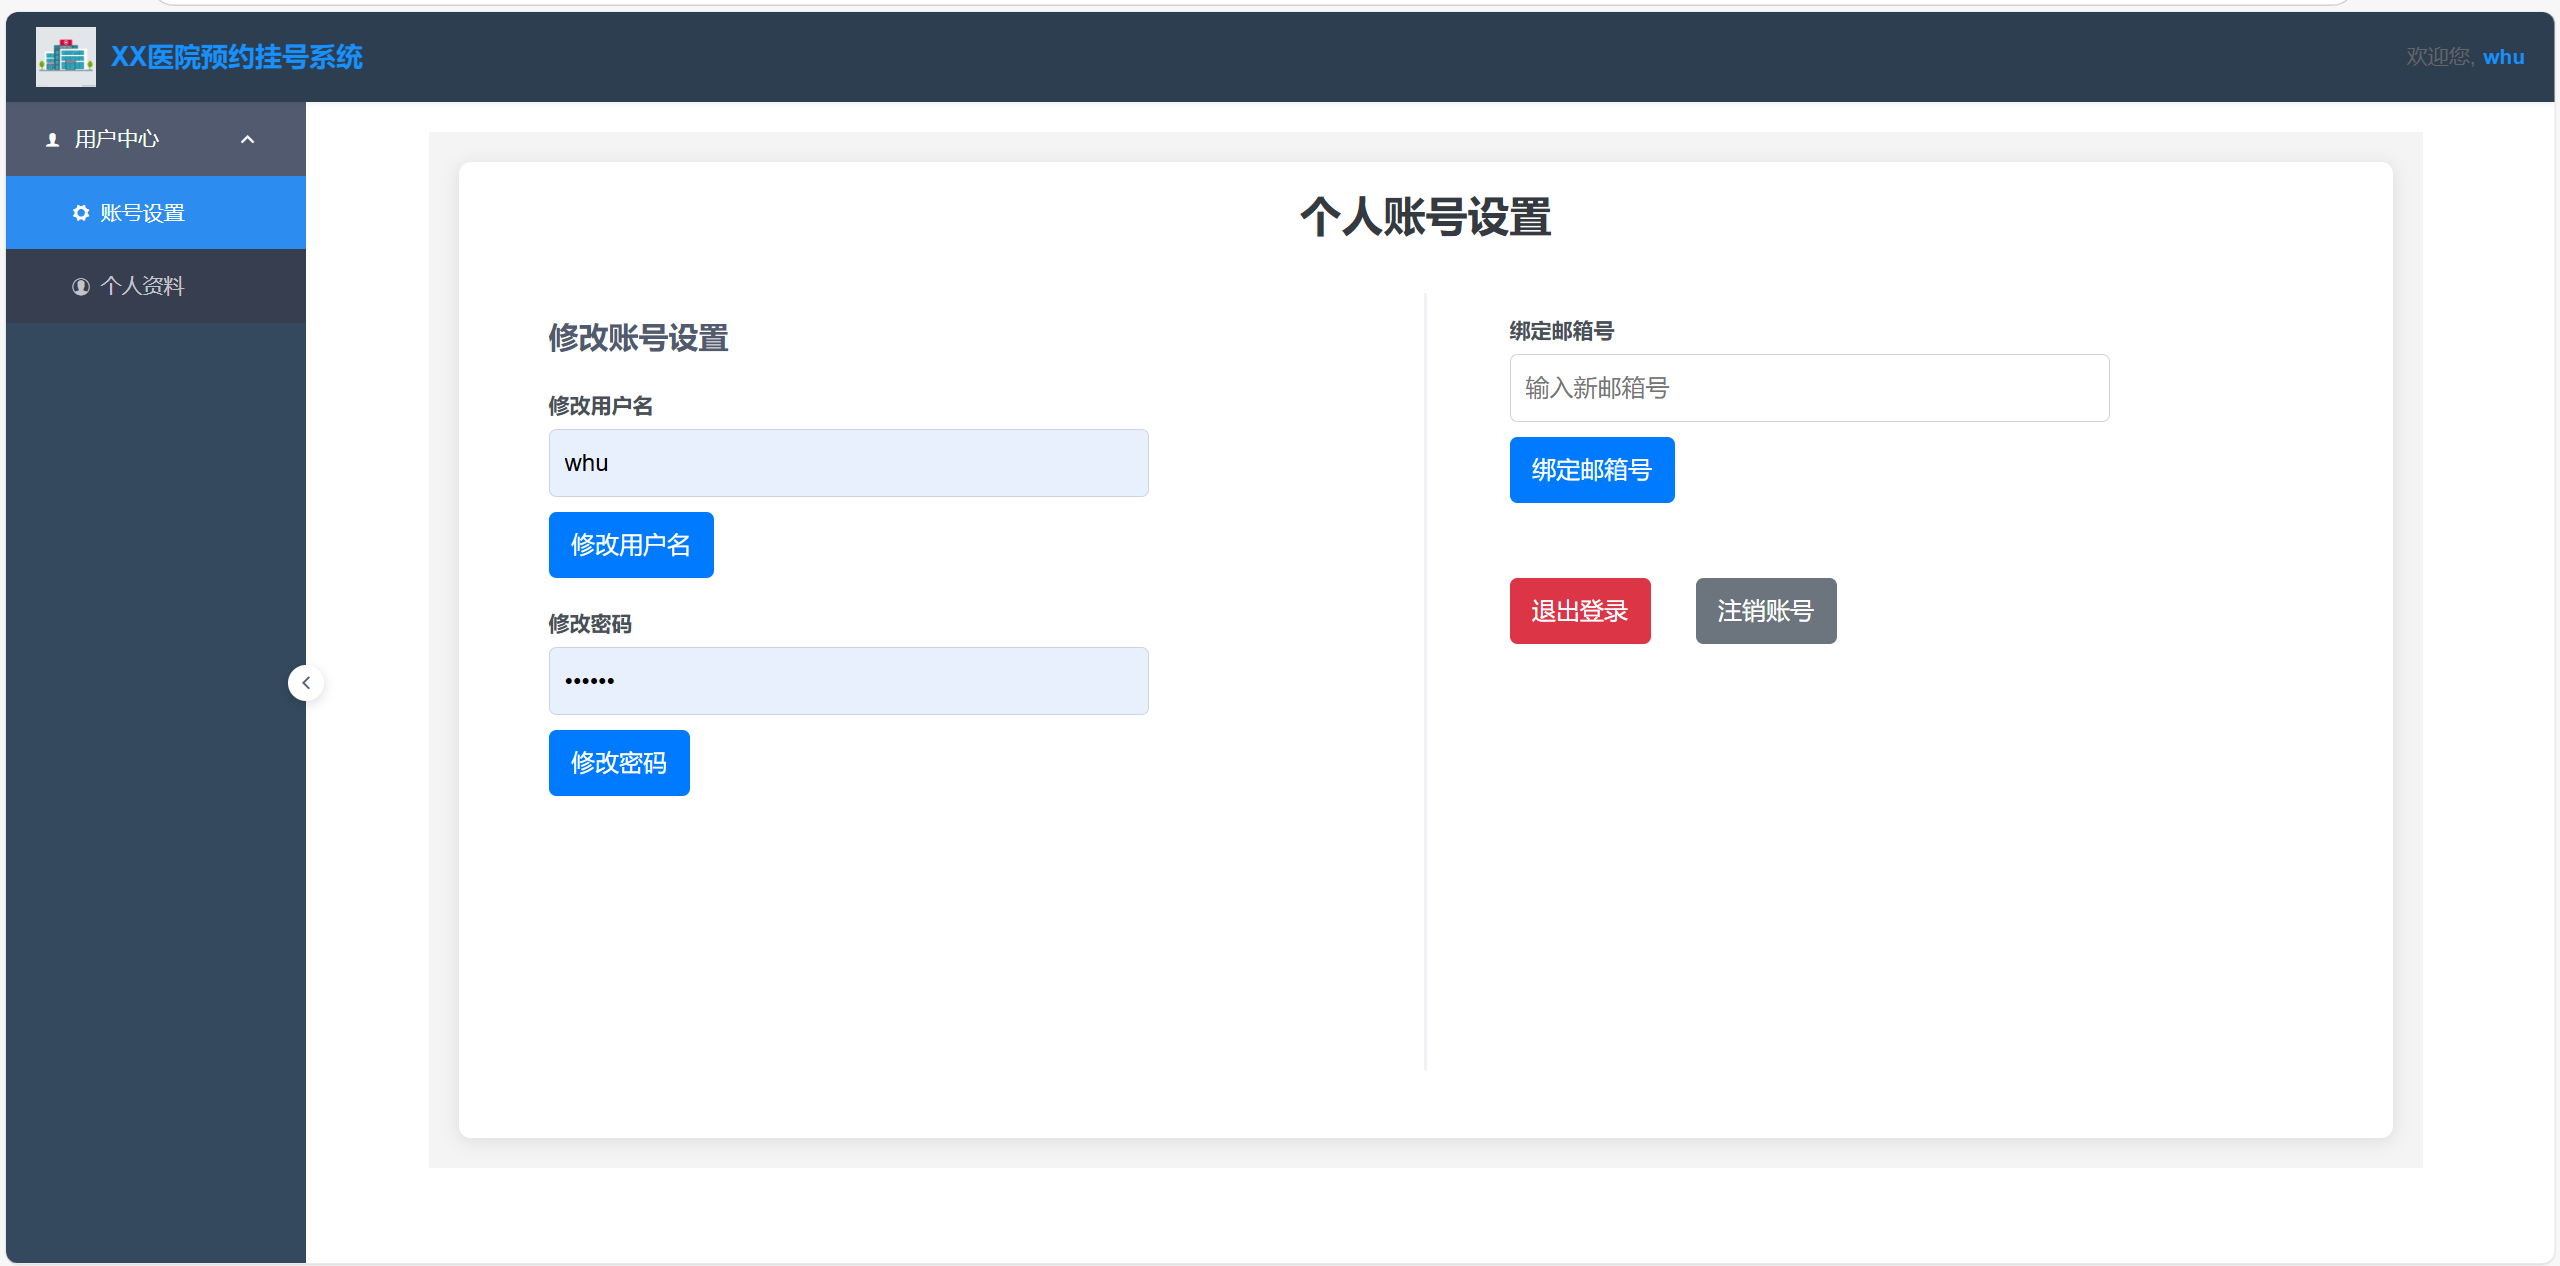 XX医院预约挂号系统
欢迎您, whu
用户中心
账号设置
个人资料
个人账号设置
修改账号设置
修改用户名
whu
修改用户名
修改密码
••••••
修改密码
绑定邮箱号
输入新邮箱号
绑定邮箱号
退出登录
注销账号